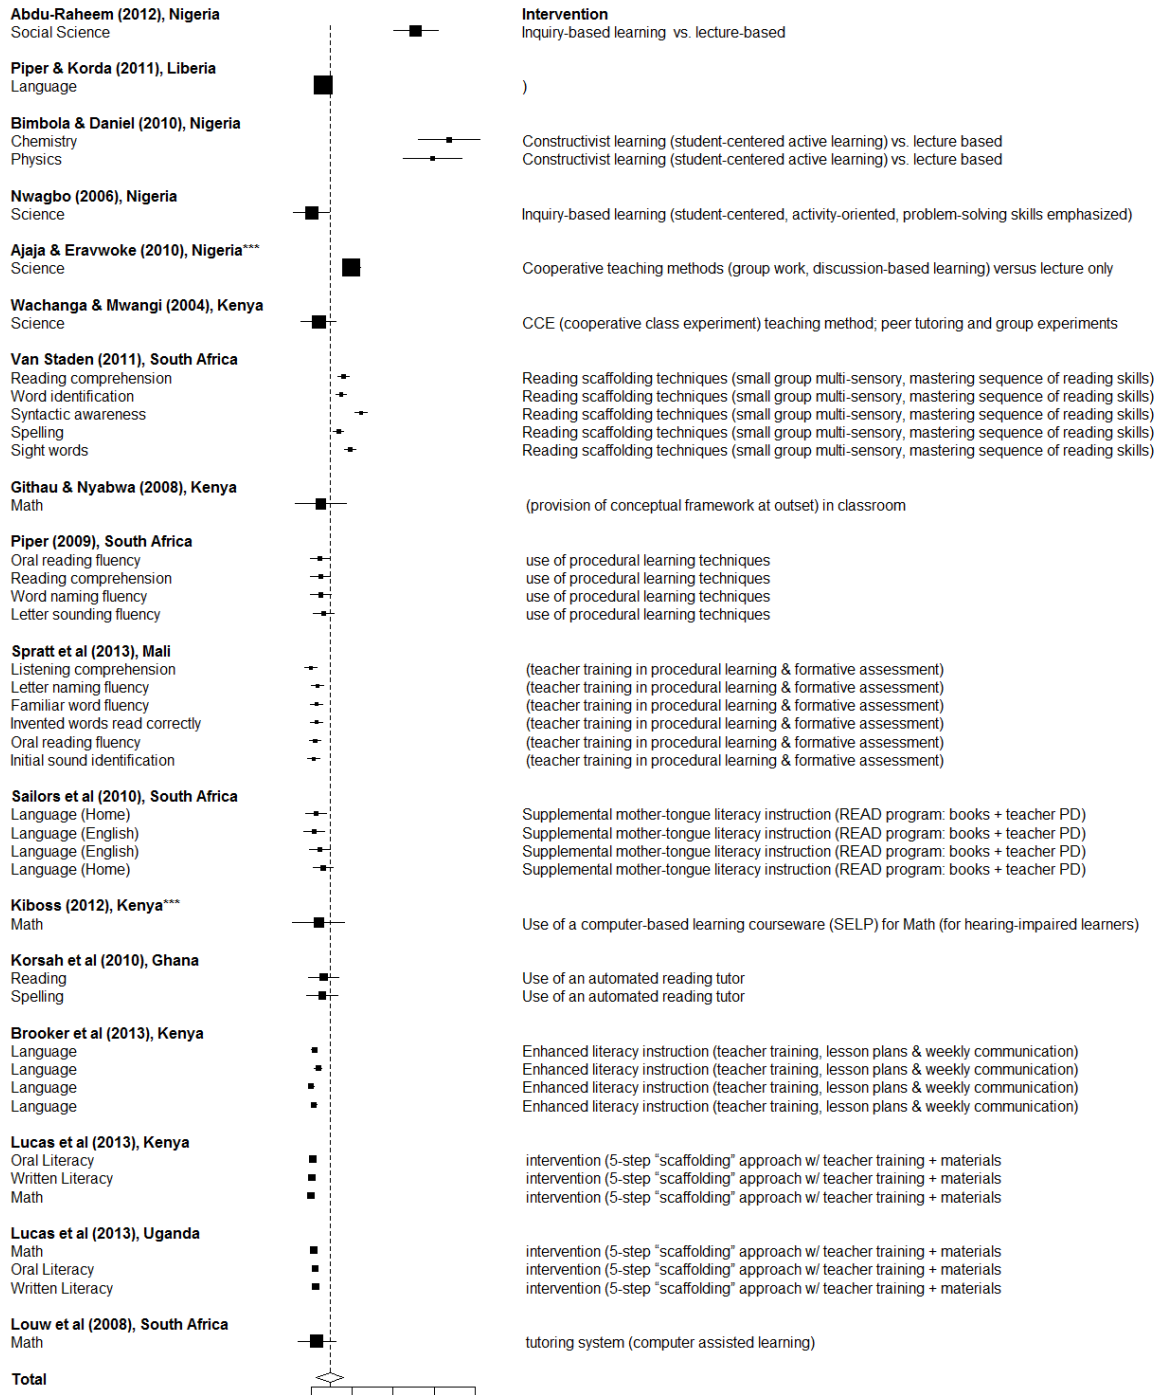 Abdu-Raheem (2012), Nigeria Intervention
Social Science Inquiry-based learning vs. lecture-based
Piper & Korda (2011), Liberia
Language )
Bimbola & Daniel (2010), Nigeria
Chemistry Constructivist learning (student-centered active learning) vs. lecture based
Physics Constructivist learning (student-centered active learning) vs. lecture based
Nwagbo (2006), Nigeria
Science Inquiry-based learning (student-centered, activity-oriented, problem-solving skills emphasized)
Ajaja & Eravwoke (2010), Nigeria***
Science Cooperative teaching methods (group work, discussion-based learning) versus lecture only
Wachanga & Mwangi (2004), Kenya
Science CCE (cooperative class experiment) teaching method; peer tutoring and group experiments
Van Staden (2011), South Africa
Reading comprehension Reading scaffolding techniques (small group multi-sensory, mastering sequence of reading skills)
Word identification Reading scaffolding techniques (small group multi-sensory, mastering sequence of reading skills)
Syntactic awareness Reading scaffolding techniques (small group multi-sensory, mastering sequence of reading skills)
Spelling Reading scaffolding techniques (small group multi-sensory, mastering sequence of reading skills)
Sight words Reading scaffolding techniques (small group multi-sensory, mastering sequence of reading skills)
Githau & Nyabwa (2008), Kenya
Math (provision of conceptual framework at outset) in classroom
Piper (2009), South Africa
Oral reading fluency use of procedural learning techniques
Reading comprehension use of procedural learning techniques
Word naming fluency use of procedural learning techniques
Letter sounding fluency use of procedural learning techniques
Spratt et al (2013), Mali
Listening comprehension (teacher training in procedural learning & formative assessment)
Letter naming fluency (teacher training in procedural learning & formative assessment)
Familiar word fluency (teacher training in procedural learning & formative assessment)
Invented words read correctly (teacher training in procedural learning & formative assessment)
Oral reading fluency (teacher training in procedural learning & formative assessment)
Initial sound identification (teacher training in procedural learning & formative assessment)
Sailors et al (2010), South Africa
Language (Home) Supplemental mother-tongue literacy instruction (READ program: books + teacher PD)
Language (English) Supplemental mother-tongue literacy instruction (READ program: books + teacher PD)
Language (English) Supplemental mother-tongue literacy instruction (READ program: books + teacher PD)
Language (Home) Supplemental mother-tongue literacy instruction (READ program: books + teacher PD)
Kiboss (2012), Kenya***
Math Use of a computer-based learning courseware (SELP) for Math (for hearing-impaired learners)
Korsah et al (2010), Ghana
Reading Use of an automated reading tutor
Spelling Use of an automated reading tutor
Brooker et al (2013), Kenya
Language Enhanced literacy instruction (teacher training, lesson plans & weekly communication)
Language Enhanced literacy instruction (teacher training, lesson plans & weekly communication)
Language Enhanced literacy instruction (teacher training, lesson plans & weekly communication)
Language Enhanced literacy instruction (teacher training, lesson plans & weekly communication)
Lucas et al (2013), Kenya
Oral Literacy intervention (5-step “scaffolding” approach w/ teacher training + materials
Written Literacy intervention (5-step “scaffolding” approach w/ teacher training + materials
Math intervention (5-step “scaffolding” approach w/ teacher training + materials
Lucas et al (2013), Uganda
Math intervention (5-step “scaffolding” approach w/ teacher training + materials
Oral Literacy intervention (5-step “scaffolding” approach w/ teacher training + materials
Written Literacy intervention (5-step “scaffolding” approach w/ teacher training + materials
Louw et al (2008), South Africa
Math tutoring system (computer assisted learning)
Total